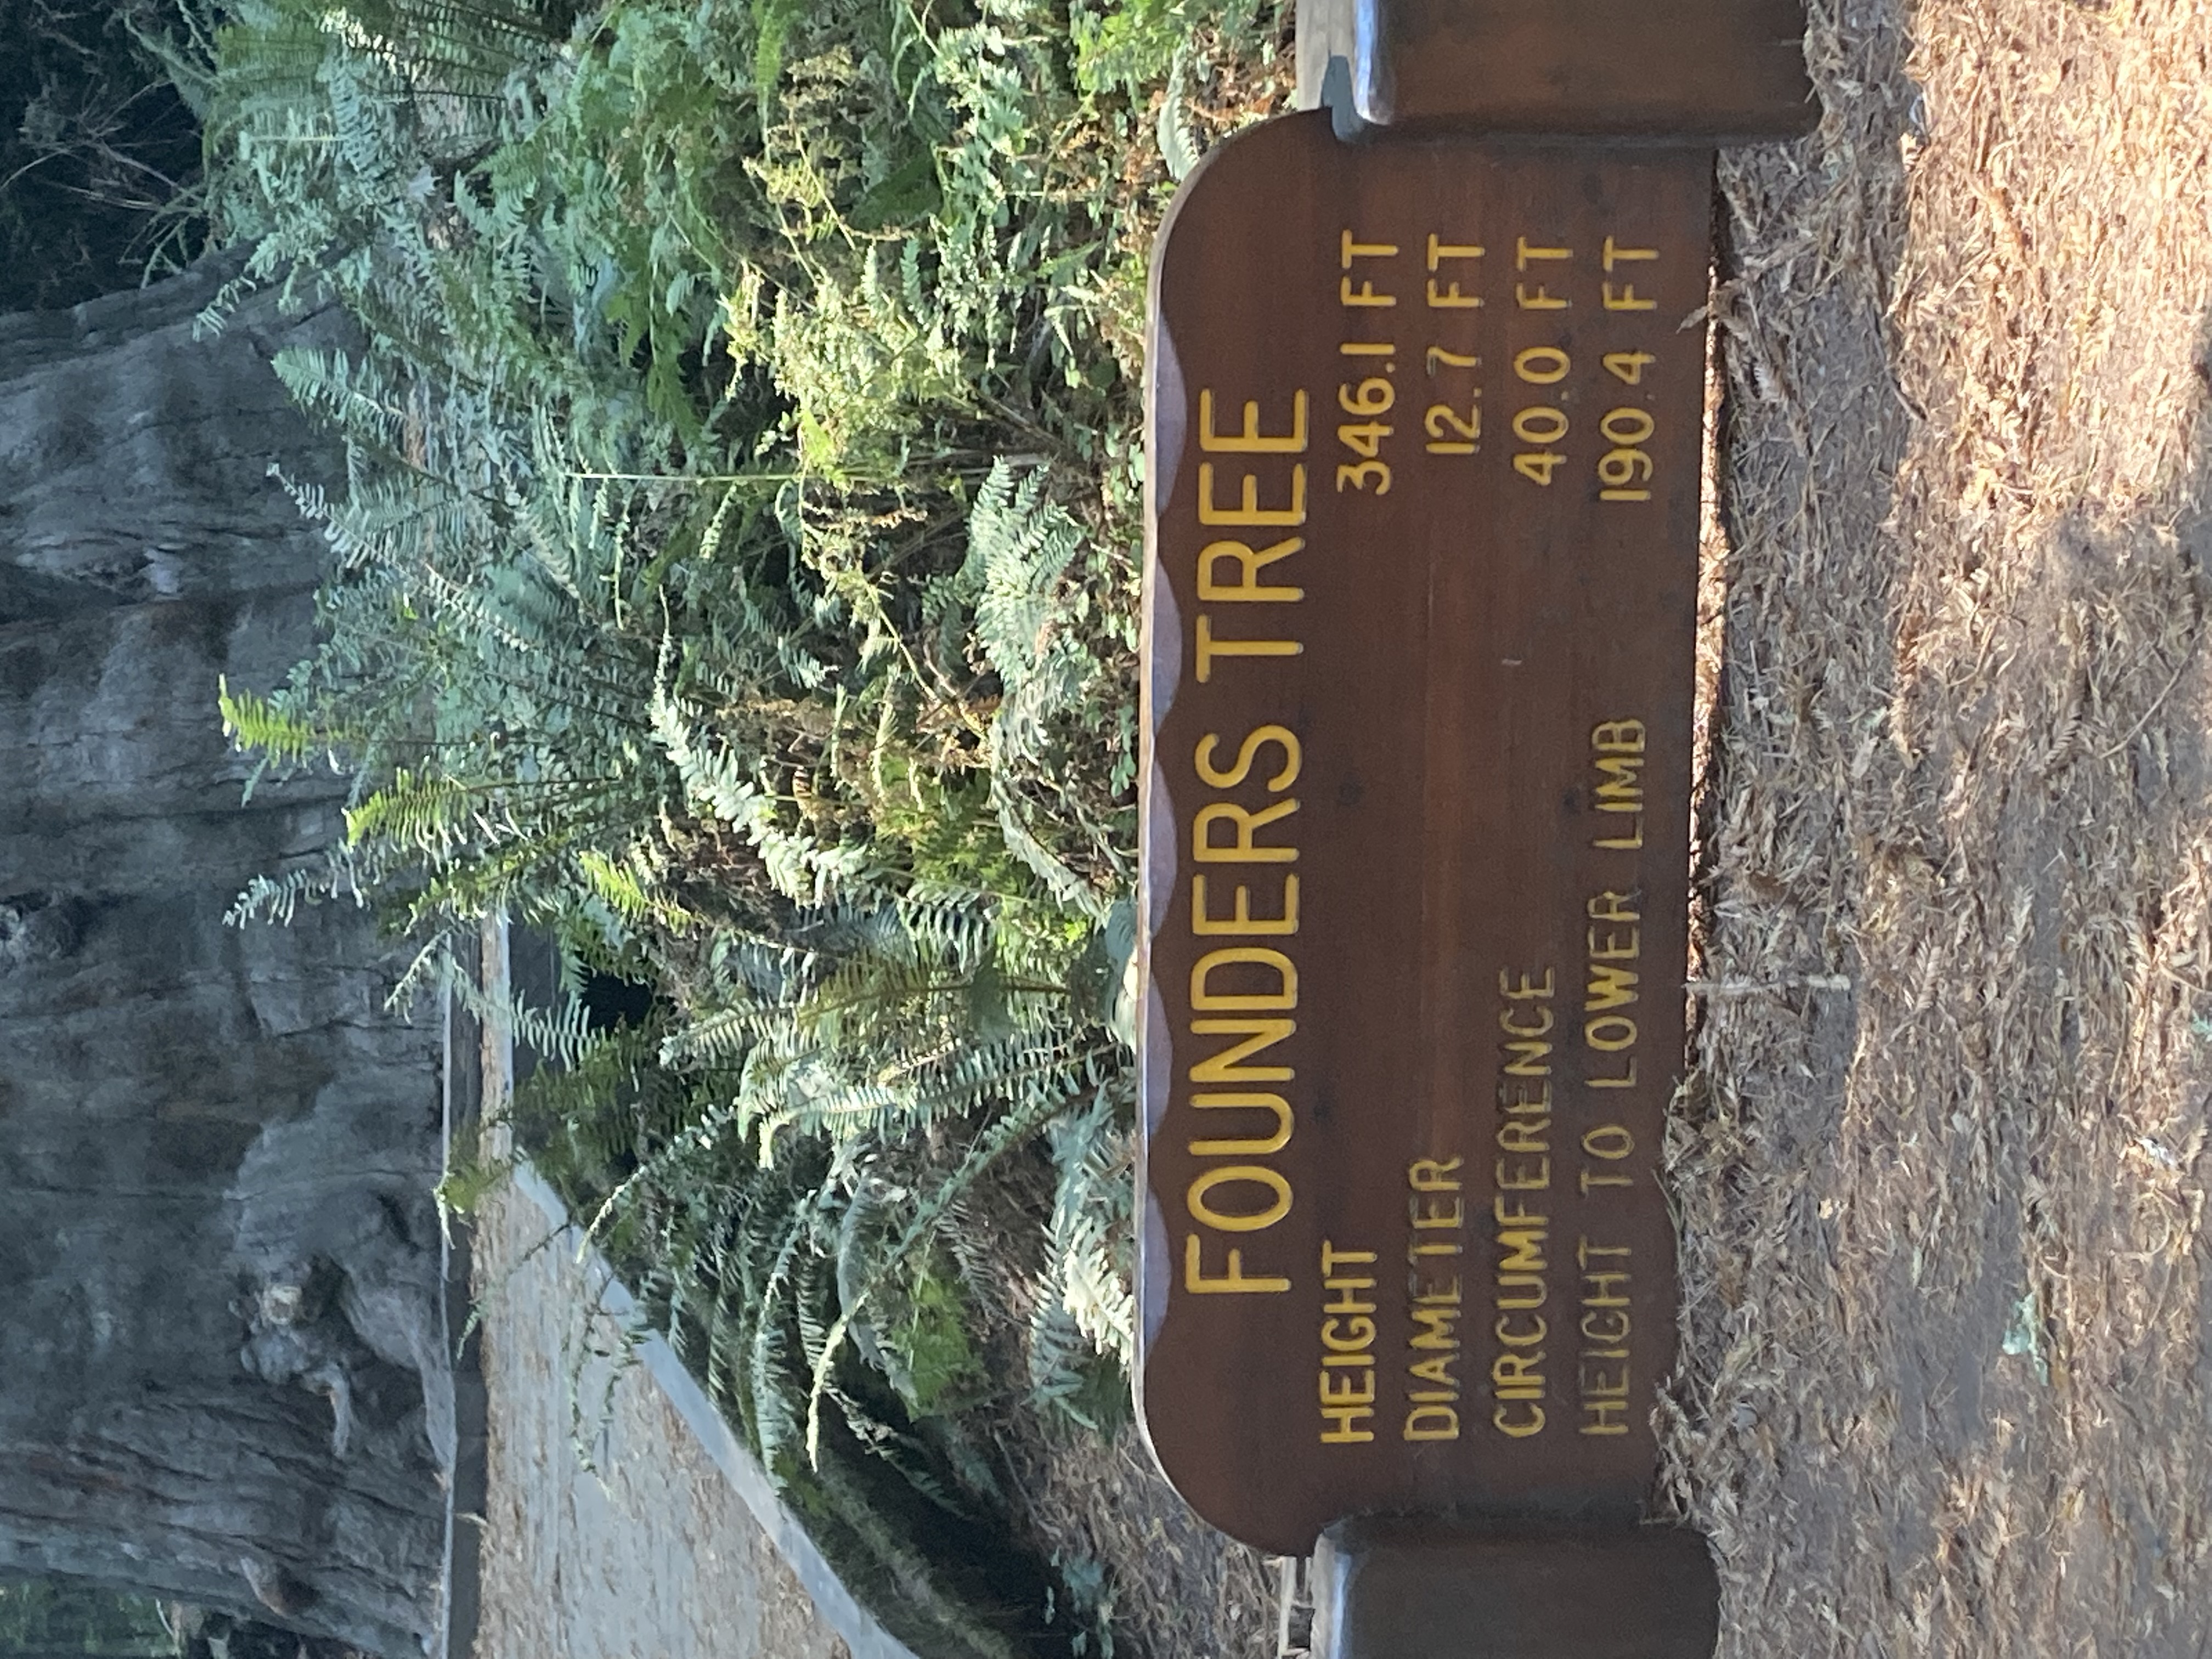 FOUNDERS TREE
HEIGHT 346.1 FT
DIAMETER 12.7 FT
CIRCUMFERENCE 40.0 FT
HEIGHT TO LOWER LIMB 190.4 FT